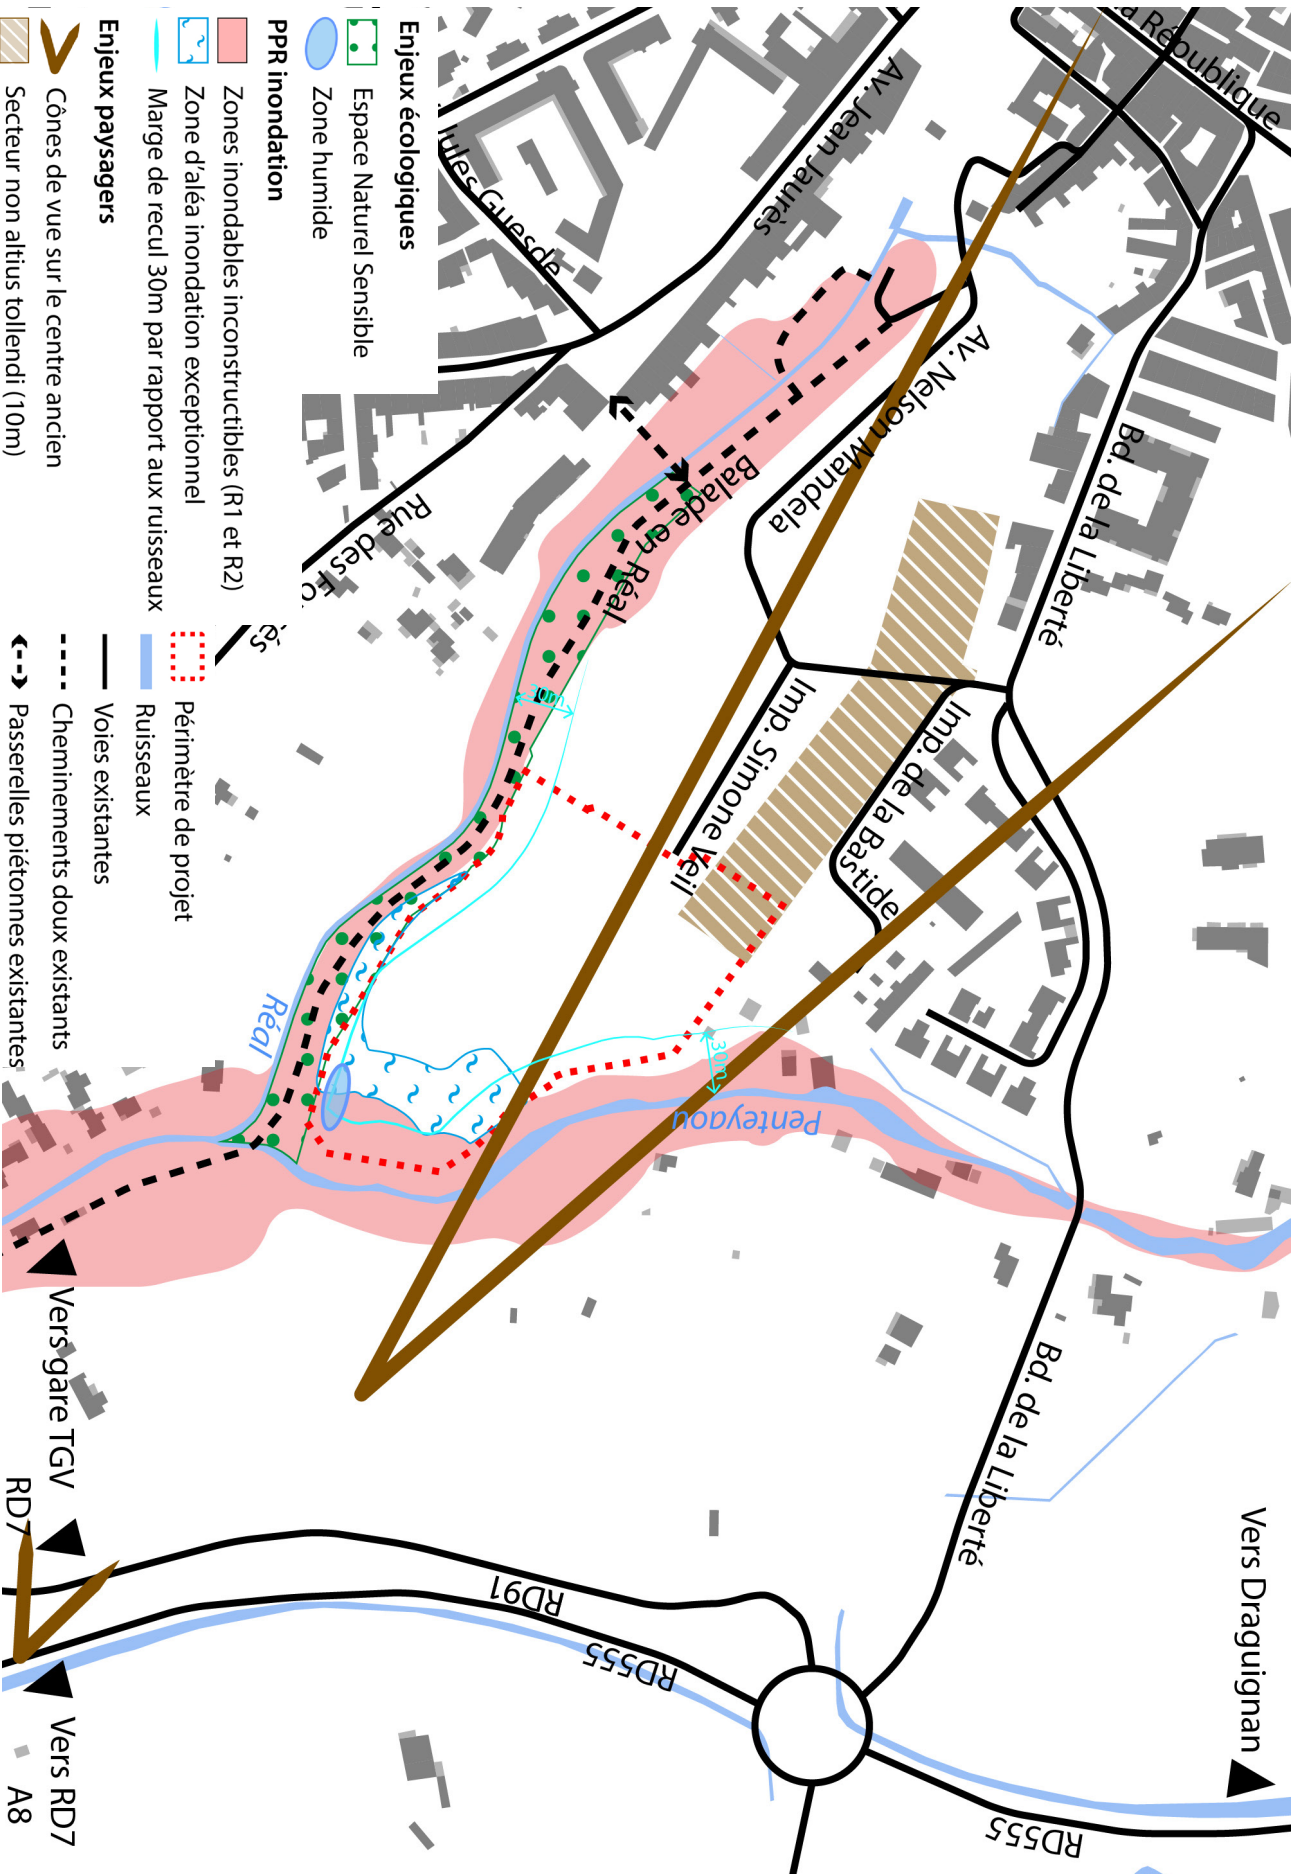 Enjeux écologiques
Espace Naturel Sensible
Zone humide
PPR inondation
Zones inondables inconstructibles (R1 et R2)
Zone d'aléa inondation exceptionnel
Marge de recul 30m par rapport aux ruisseaux
Enjeux paysagers
Cônes de vue sur le centre ancien
Secteur non altius tollendi (10m)
Périmètre de projet
Ruisseaux
Voies existantes
Cheminements doux existants
Passerelles piétonnes existantes
la République
Av. Jean Jaurès
Jules Guesde
Av. Nelson Mandela
Bd. de la Liberté
Balade en Réal
Rue des
Imp. Simone Veil
Imp. de la Bastide
30m
30m
Réal
Penteyaou
Bd. de la Liberté
Vers gare TGV
RD7
RD91
RD555
Vers Draguignan
RD555
Vers RD7
A8